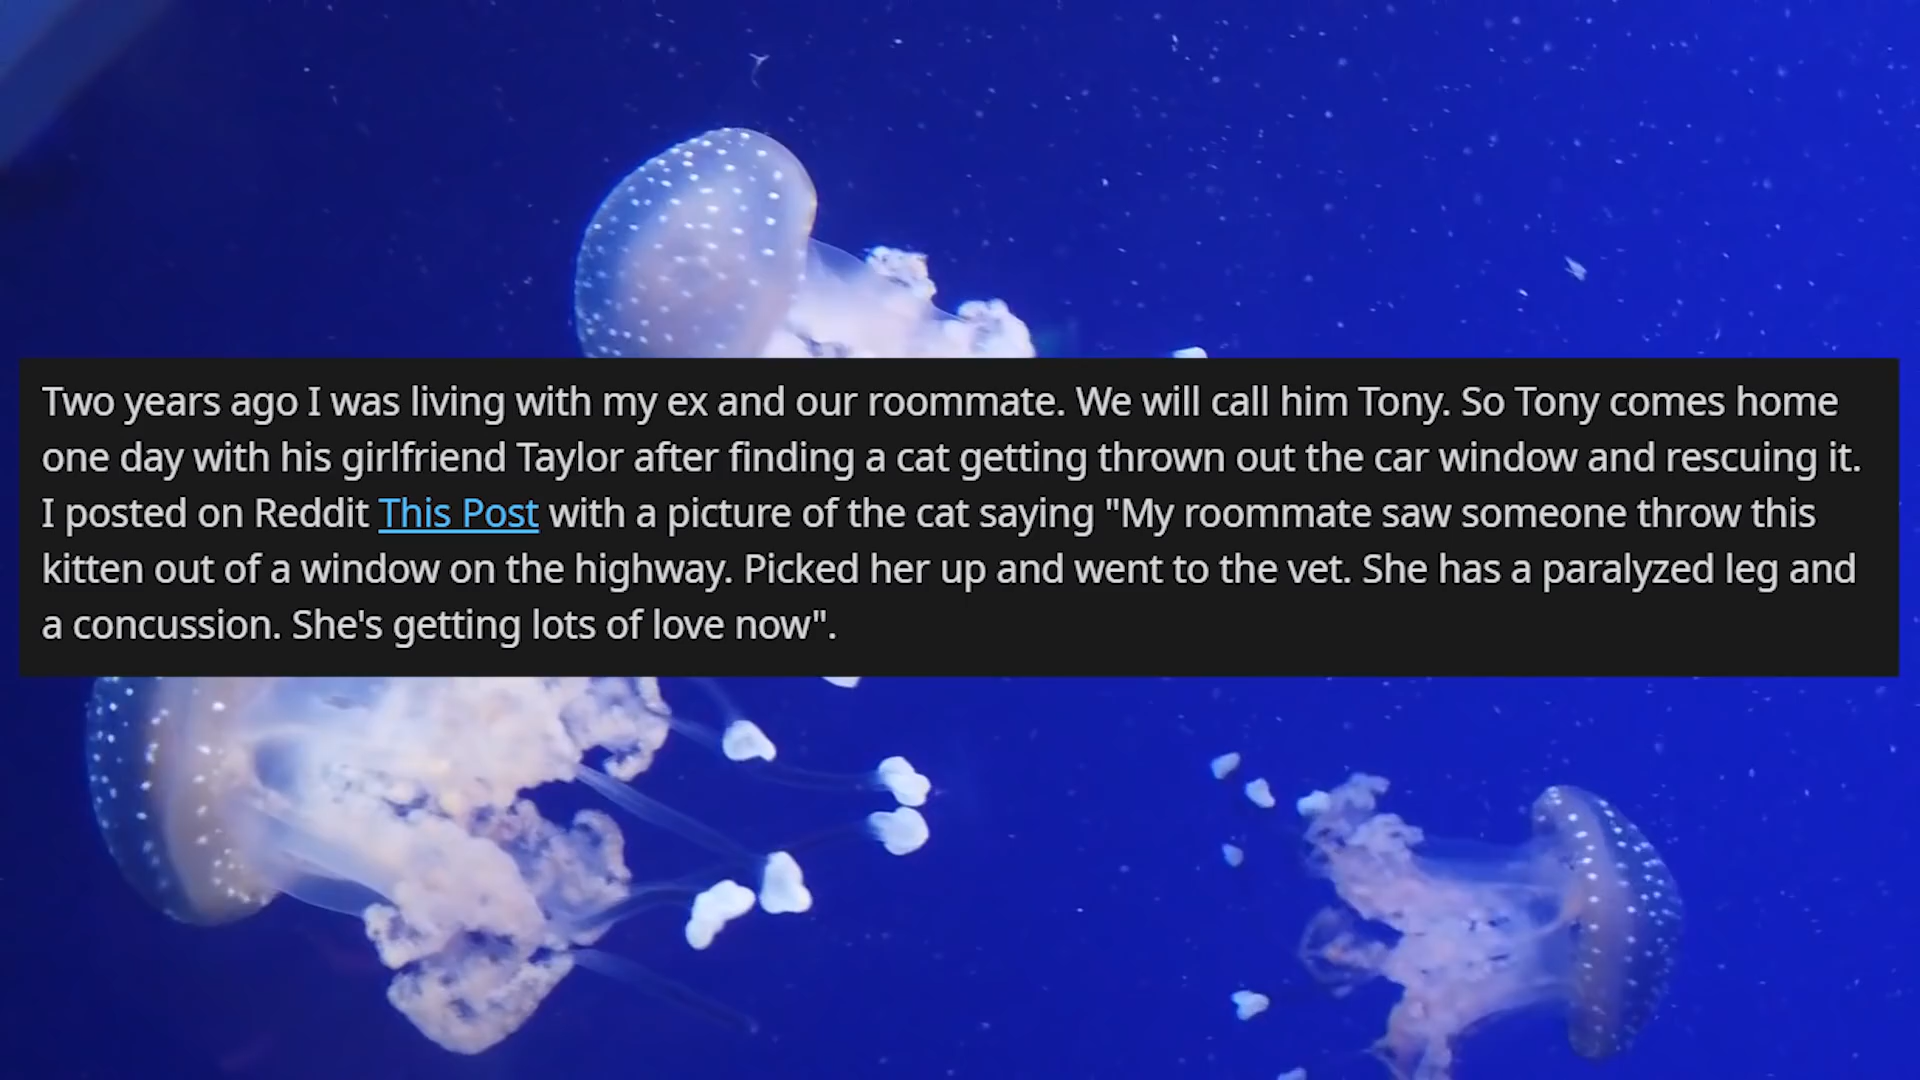 Two years ago I was living with my ex and our roommate. We will call him Tony. So Tony comes home
one day with his girlfriend Taylor after finding a cat getting thrown out the car window and rescuing it.
I posted on Reddit This Post with a picture of the cat saying "My roommate saw someone throw this
kitten out of a window on the highway. Picked her up and went to the vet. She has a paralyzed leg and
a concussion. She's getting lots of love now".